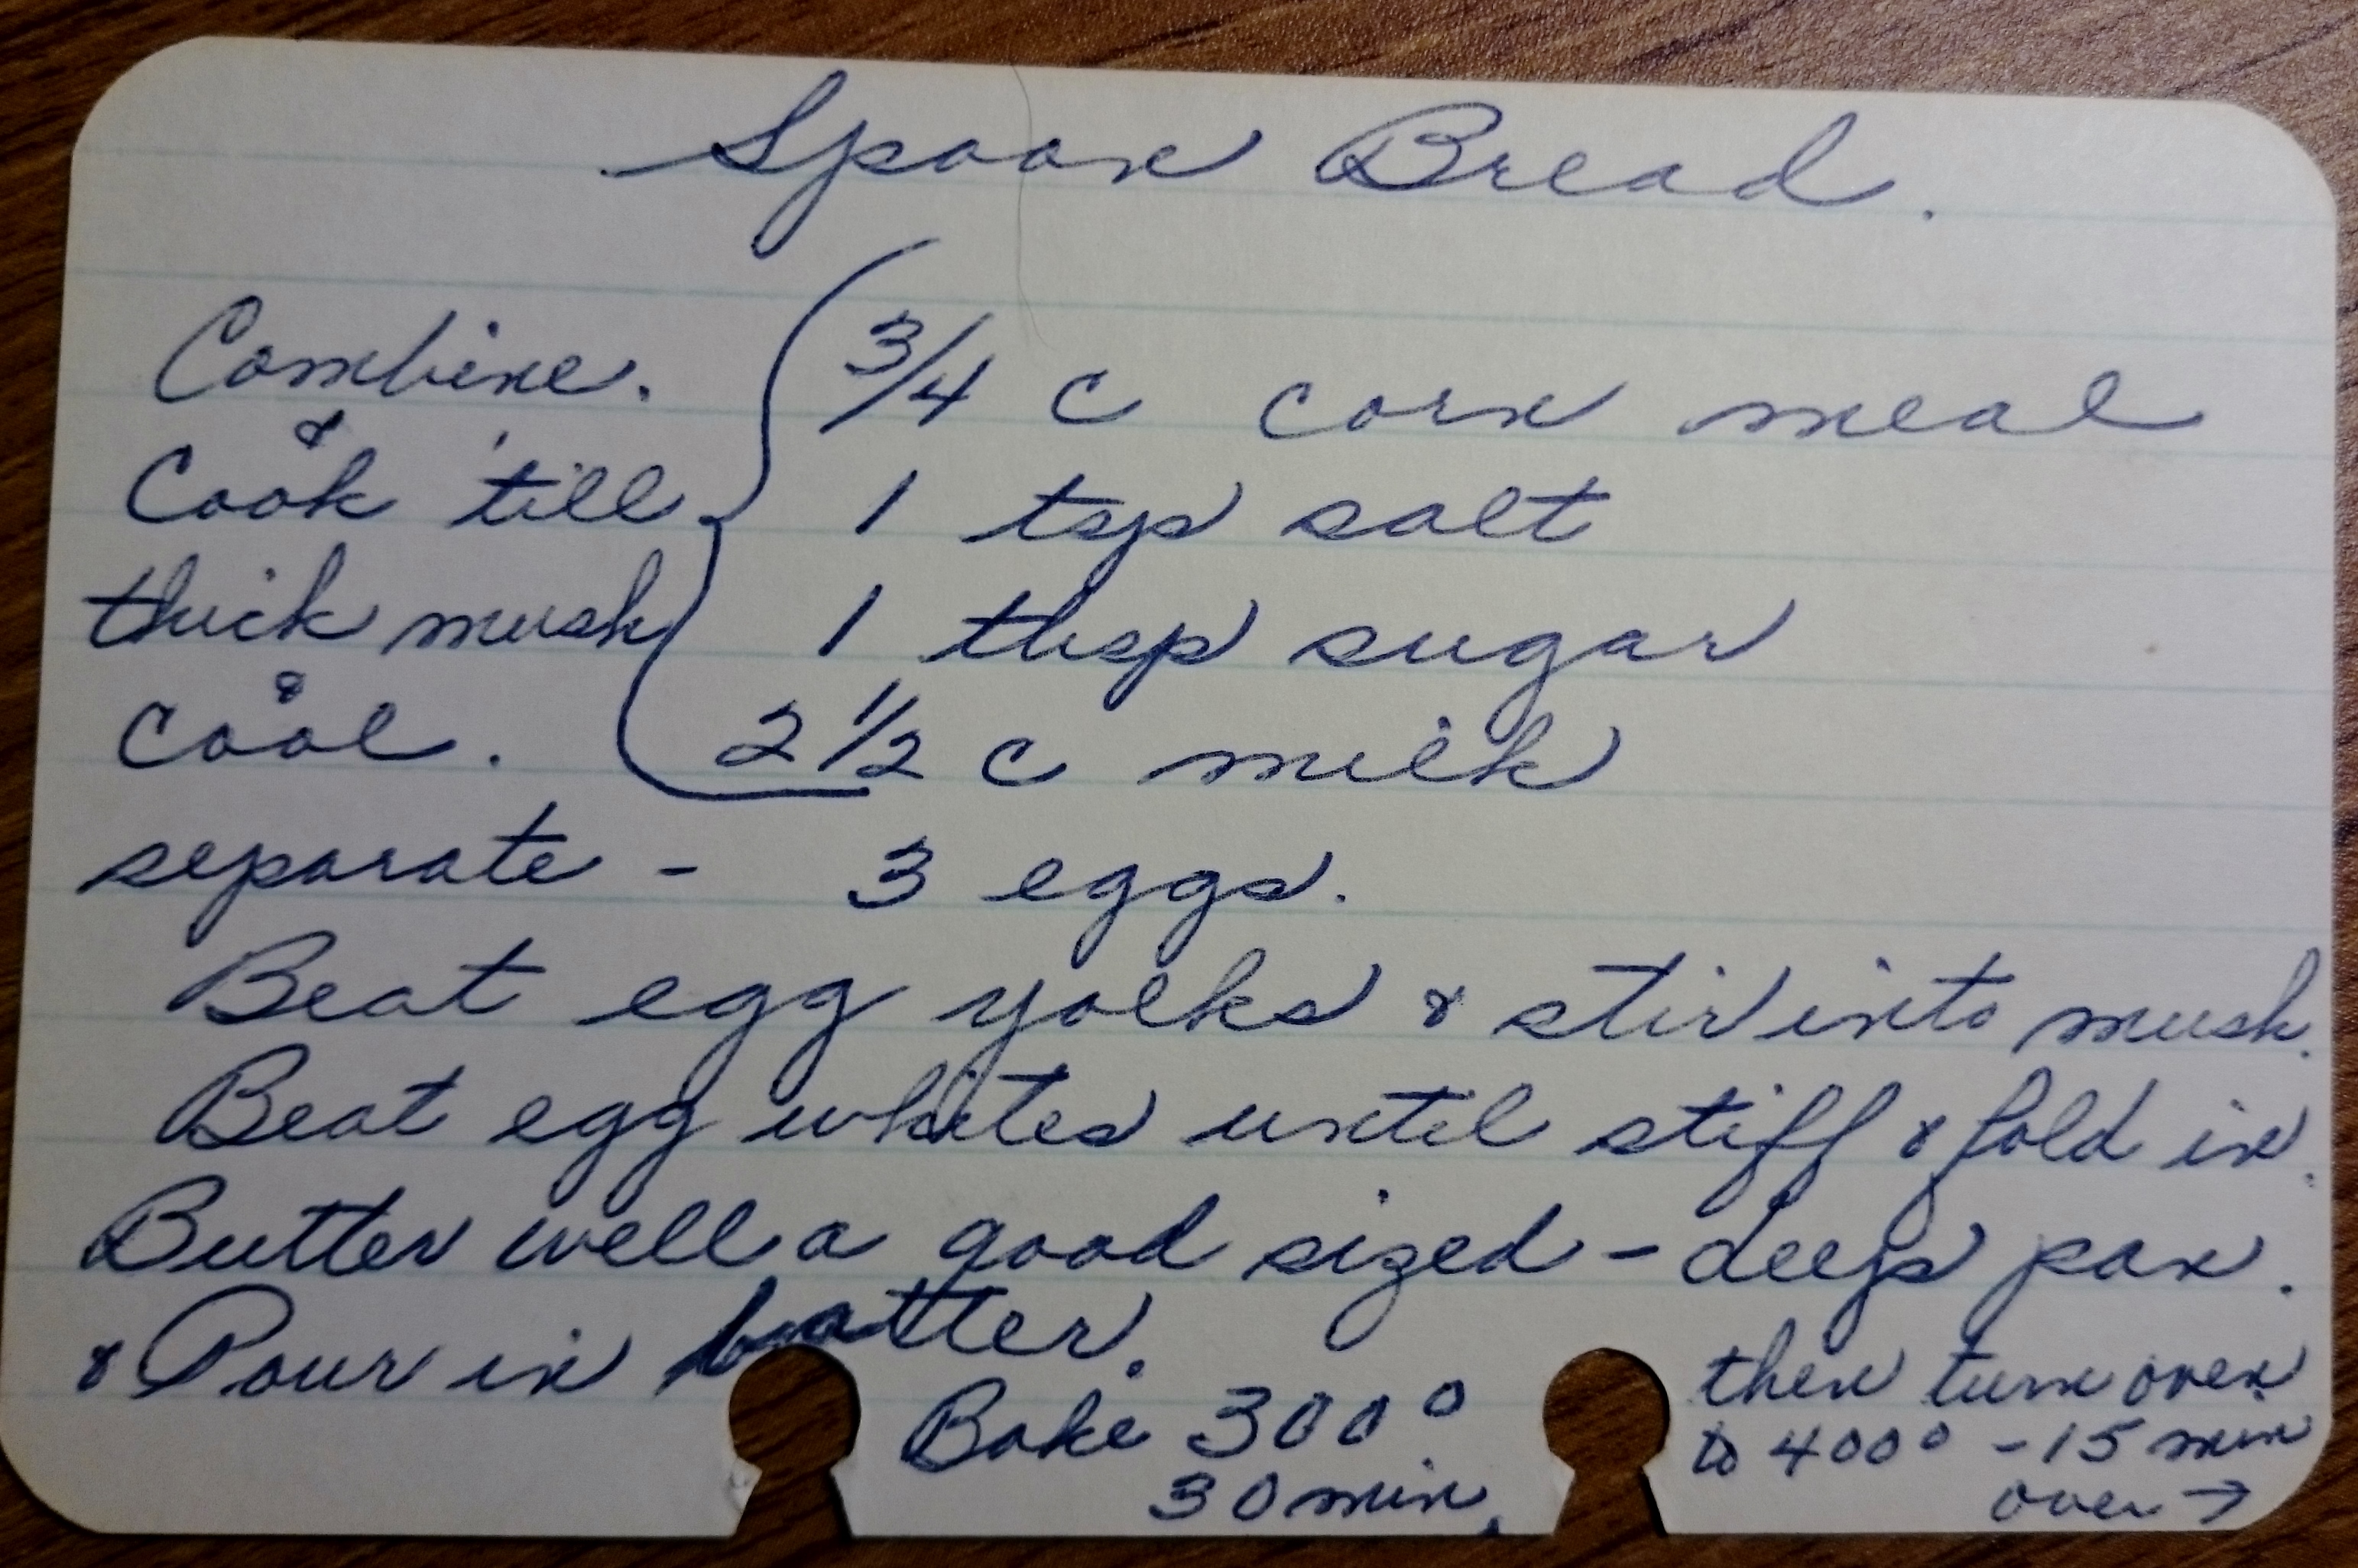 Spoon Bread.
Combine. 3/4 c corn meal
&
Cook till 1 tsp salt
thick mush 1 tbsp sugar
&
cool. 2 1/2 c milk
separate - 3 eggs.
Beat egg yolks & stir into mush.
Beat egg whites until stiff & fold in.
Butter well a good sized - deep pan.
& Pour in batter.
Bake 300°
30 min.
then turn oven
to 400° - 15 min
over →